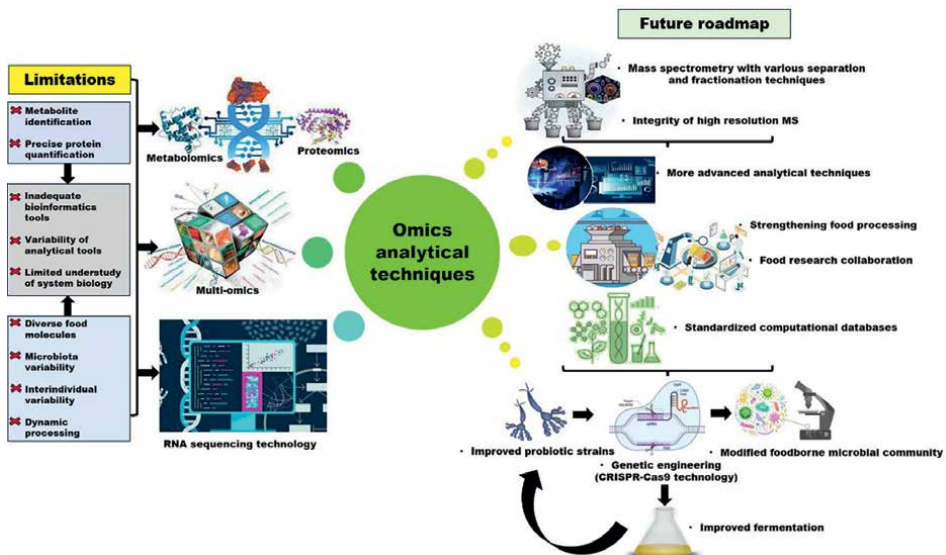 Limitations
Metabolite
identification
Precise protein
quantification
Inadequate
bioinformatics
tools
Variability of
analytical tools
Limited understudy
of system biology
Diverse food
molecules
Microbiota
variability
Interindividual
variability
Dynamic
processing
Metabolomics
Proteomics
Multi-omics
RNA sequencing technology
Omics
analytical
techniques
Future roadmap
· Mass spectrometry with various separation
and fractionation techniques
· Integrity of high resolution MS
· More advanced analytical techniques
· Strengthening food processing
· Food research collaboration
· Standardized computational databases
· Improved probiotic strains
· Genetic engineering
(CRISPR-Cas9 technology)
· Modified foodborne microbial community
· Improved fermentation